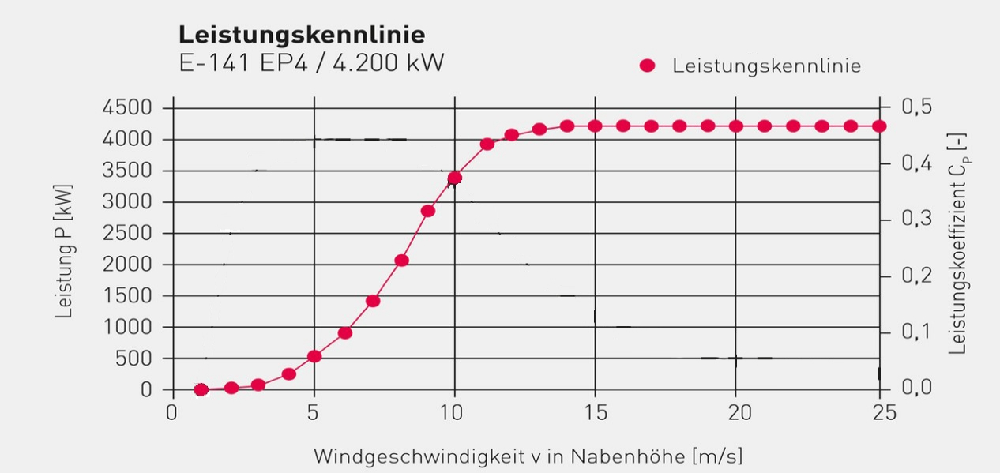 Leistungskennlinie
E-141 EP4 / 4.200 kW
Leistungskennlinie
4500
4000
3500
3000
2500
2000
1500
1000
500
0
Leistung P [kW]
0,5
0,4
0,3
0,2
0,1
0,0
Leistungskoeffizient Cp [-]
0 5 10 15 20 25
Windgeschwindigkeit v in Nabenhöhe [m/s]